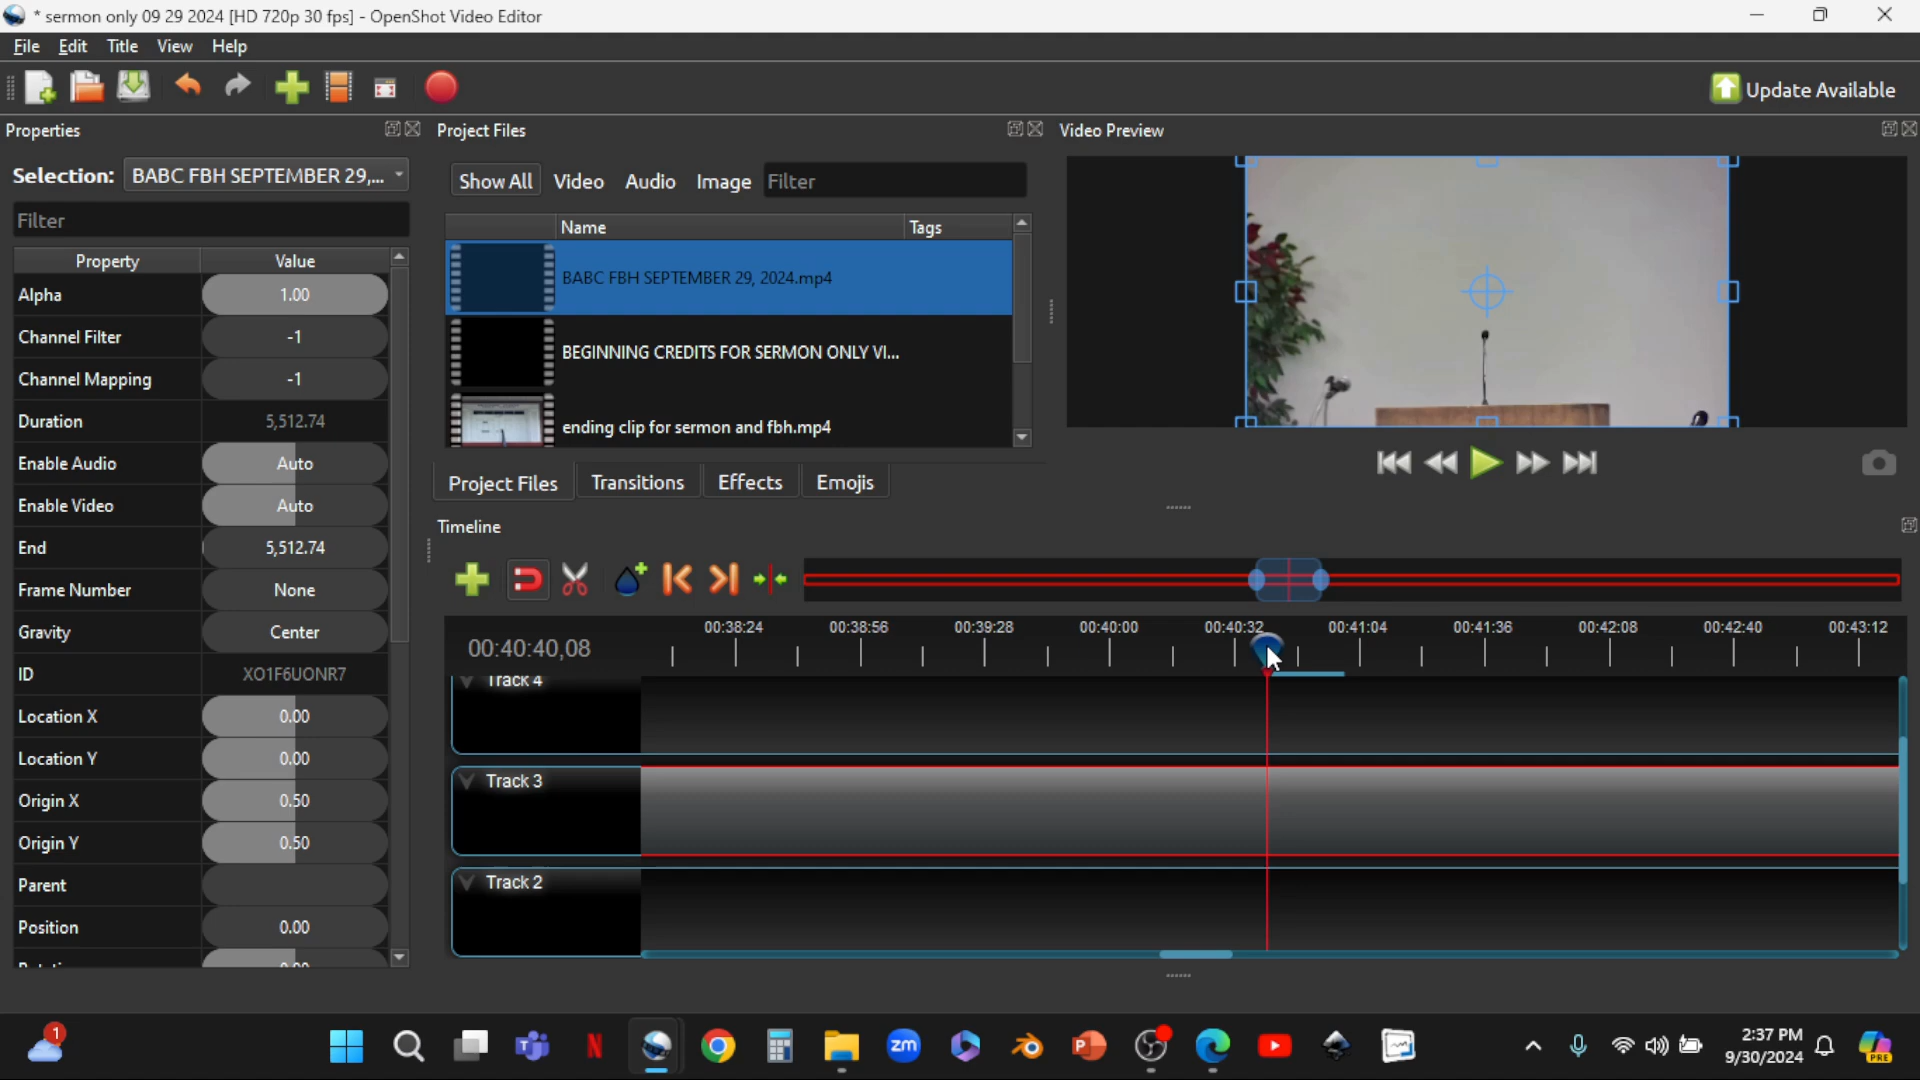 * sermon only 09 29 2024 [HD 720p 30 fps] - OpenShot Video Editor
File Edit Title View Help
Update Available
Properties
Project Files
Video Preview
Selection: BABC FBH SEPTEMBER 29,...
Show All Video Audio Image Filter
Filter
Name Tags
Property Value
BABC FBH SEPTEMBER 29, 2024.mp4
BEGINNING CREDITS FOR SERMON ONLY VI...
ending clip for sermon and fbh.mp4
Alpha 1.00
Channel Filter -1
Channel Mapping -1
Duration 5,512.74
Enable Audio Auto
Enable Video Auto
End 5,512.74
Frame Number None
Gravity Center
ID XO1F6UONR7
Location X 0.00
Location Y 0.00
Origin X 0.50
Origin Y 0.50
Parent
Position 0.00
Project Files Transitions Effects Emojis
Timeline
00:40:40,08
00:38:24 00:38:56 00:39:28 00:40:00 00:40:32 00:41:04 00:41:36 00:42:08 00:42:40 00:43:12
Track 4
Track 3
Track 2
1
zm
PRE
2:37 PM
9/30/2024